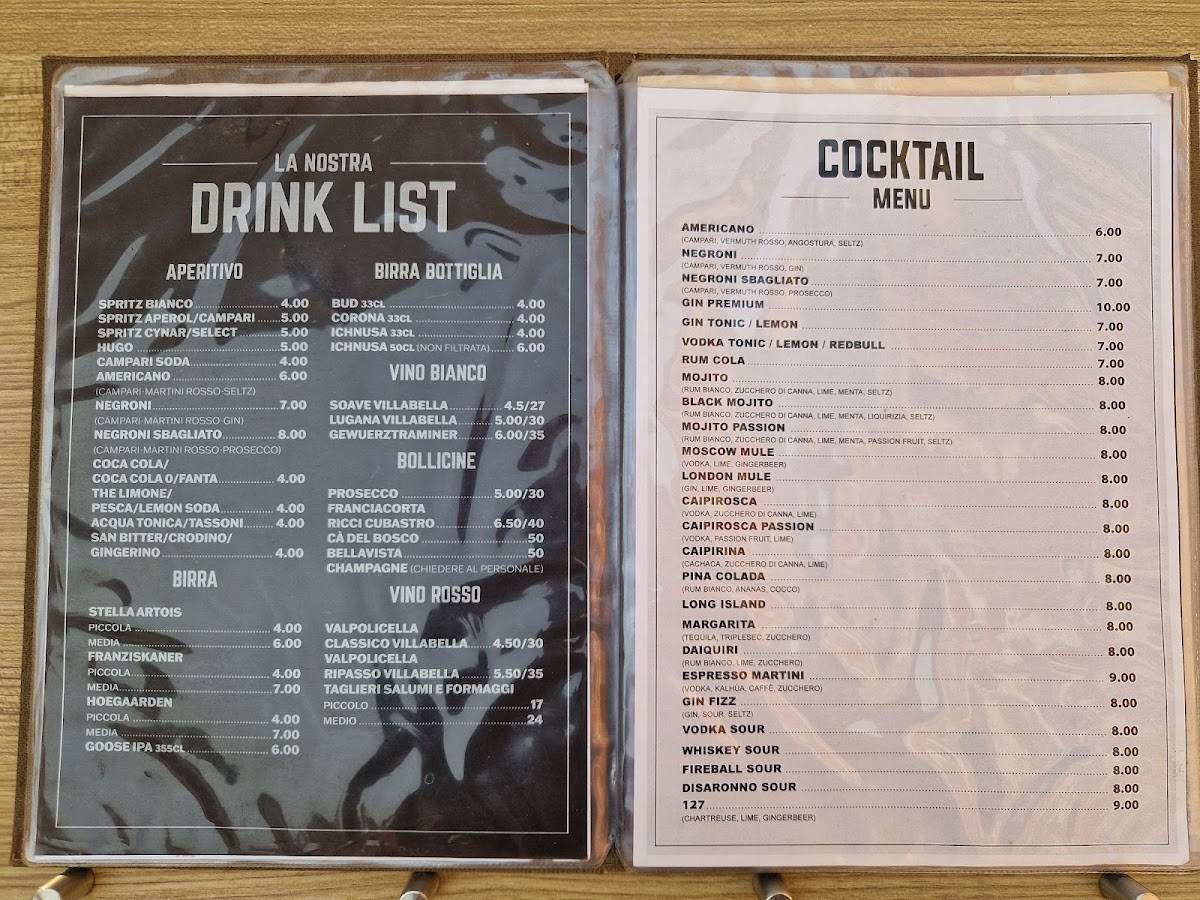 LA NOSTRA
DRINK LIST
APERITIVO
SPRITZ BIANCO 4.00
SPRITZ APEROL/CAMPARI 5.00
SPRITZ CYNAR/SELECT 5.00
HUGO 5.00
CAMPARI SODA 4.00
AMERICANO 6.00
(CAMPARI-MARTINI ROSSO-SELTZ)
NEGRONI 7.00
(CAMPARI-MARTINI ROSSO-GIN)
NEGRONI SBAGLIATO 8.00
(CAMPARI-MARTINI ROSSO-PROSECCO)
COCA COLA/
COCA COLA 0/FANTA 4.00
THE LIMONE/
PESCA/LEMON SODA 4.00
ACQUA TONICA/TASSONI 4.00
SAN BITTER/CRODINO/
GINGERINO 4.00
BIRRA
STELLA ARTOIS
PICCOLA 4.00
MEDIA 6.00
FRANZISKANER
PICCOLA 4.00
MEDIA 7.00
HOEGAARDEN
PICCOLA 4.00
MEDIA 7.00
GOOSE IPA 355CL 6.00
BIRRA BOTTIGLIA
BUD 33CL 4.00
CORONA 33CL 4.00
ICHNUSA 33CL 4.00
ICHNUSA 50CL (NON FILTRATA) 6.00
VINO BIANCO
SOAVE VILLABELLA 4.5/27
LUGANA VILLABELLA 5.00/30
GEWUERZTRAMINER 6.00/35
BOLLICINE
PROSECCO 5.00/30
FRANCIACORTA
RICCI CUBASTRO 6.50/40
CÀ DEL BOSCO 50
BELLAVISTA 50
CHAMPAGNE (CHIEDERE AL PERSONALE)
VINO ROSSO
VALPOLICELLA
CLASSICO VILLABELLA 4.50/30
VALPOLICELLA
RIPASSO VILLABELLA 5.50/35
TAGLIERI SALUMI E FORMAGGI
PICCOLO 17
MEDIO 24
COCKTAIL
MENU
AMERICANO 6.00
(CAMPARI, VERMUTH ROSSO, ANGOSTURA, SELTZ)
NEGRONI 7.00
(CAMPARI, VERMUTH ROSSO, GIN)
NEGRONI SBAGLIATO 7.00
(CAMPARI, VERMUTH ROSSO, PROSECCO)
GIN PREMIUM 10.00
GIN TONIC / LEMON 7.00
VODKA TONIC / LEMON / REDBULL 7.00
RUM COLA 7.00
MOJITO 8.00
(RUM BIANCO, ZUCCHERO DI CANNA, LIME, MENTA, SELTZ)
BLACK MOJITO 8.00
(RUM BIANCO, ZUCCHERO DI CANNA, LIME, MENTA, LIQUIRIZIA, SELTZ)
MOJITO PASSION 8.00
(RUM BIANCO, ZUCCHERO DI CANNA, LIME, MENTA, PASSION FRUIT, SELTZ)
MOSCOW MULE 8.00
(VODKA, LIME, GINGERBEER)
LONDON MULE 8.00
(GIN, LIME, GINGERBEER)
CAIPIROSCA 8.00
(VODKA, ZUCCHERO DI CANNA, LIME)
CAIPIROSCA PASSION 8.00
(VODKA, PASSION FRUIT, LIME)
CAIPIRINA 8.00
(CACHACA, ZUCCHERO DI CANNA, LIME)
PINA COLADA 8.00
(RUM BIANCO, ANANAS, COCCO)
LONG ISLAND 8.00
MARGARITA 8.00
(TEQUILA, TRIPLESEC, ZUCCHERO)
DAIQUIRI 8.00
(RUM BIANCO, LIME, ZUCCHERO)
ESPRESSO MARTINI 9.00
(VODKA, KALHÙA, CAFFÈ, ZUCCHERO)
GIN FIZZ 8.00
(GIN, SOUR, SELTZ)
VODKA SOUR 8.00
WHISKEY SOUR 8.00
FIREBALL SOUR 8.00
DISARONNO SOUR 8.00
127 9.00
(CHARTREUSE, LIME, GINGERBEER)